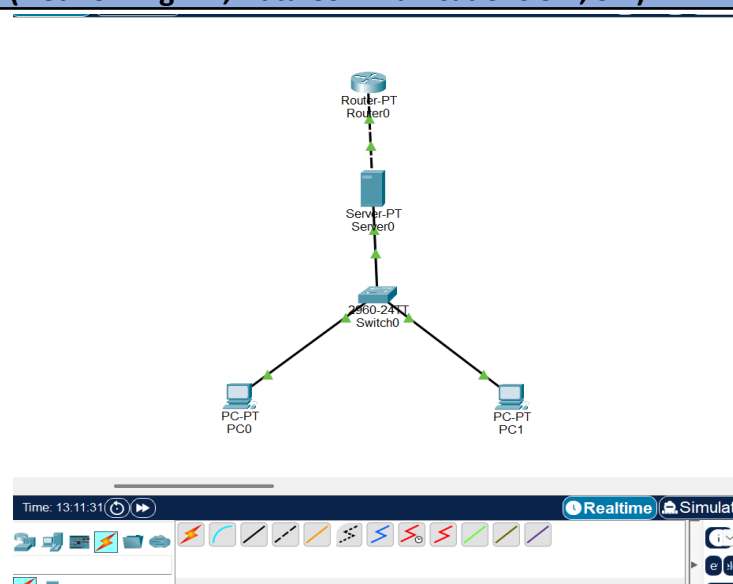 Router-PT
Router0
Server-PT
Server0
2960-24TT
Switch0
PC-PT
PC0
PC-PT
PC1
Time: 13:11:31
Realtime
Simulat